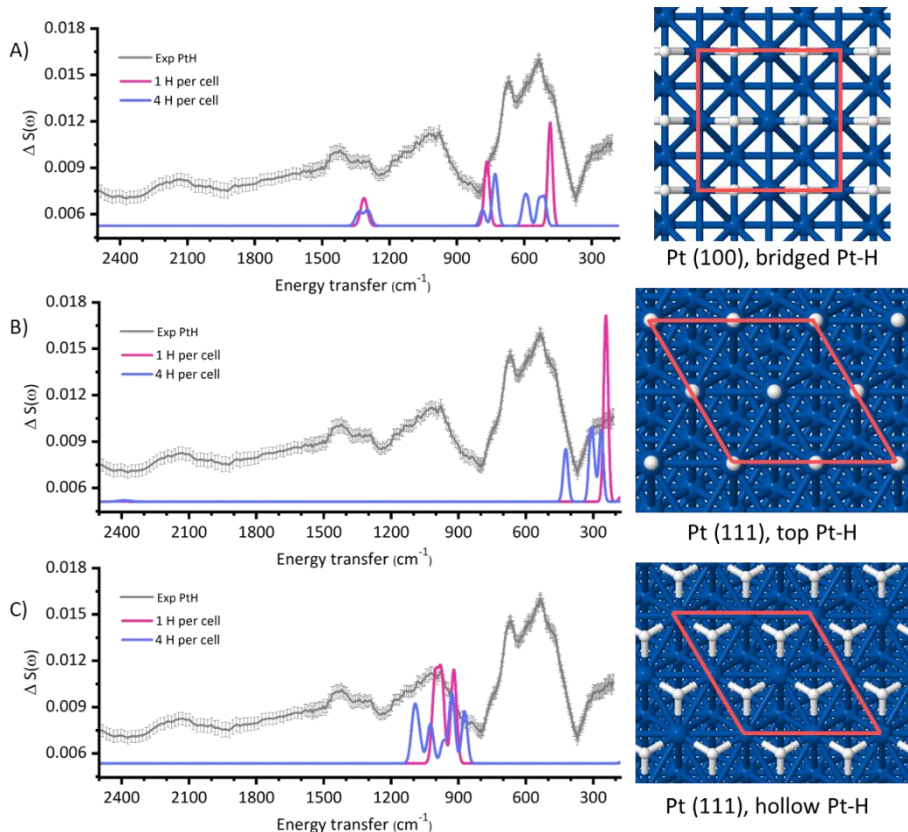 A)
0.018
0.015
0.012
0.009
0.006
Δ S(ω)
Exp PtH
1 H per cell
4 H per cell
2400 2100 1800 1500 1200 900 600 300
Energy transfer (cm⁻¹)
Pt (100), bridged Pt-H
B)
0.018
0.015
0.012
0.009
0.006
Δ S(ω)
Exp PtH
1 H per cell
4 H per cell
2400 2100 1800 1500 1200 900 600 300
Energy transfer (cm⁻¹)
Pt (111), top Pt-H
C)
0.018
0.015
0.012
0.009
0.006
Δ S(ω)
Exp PtH
1 H per cell
4 H per cell
2400 2100 1800 1500 1200 900 600 300
Energy transfer (cm⁻¹)
Pt (111), hollow Pt-H